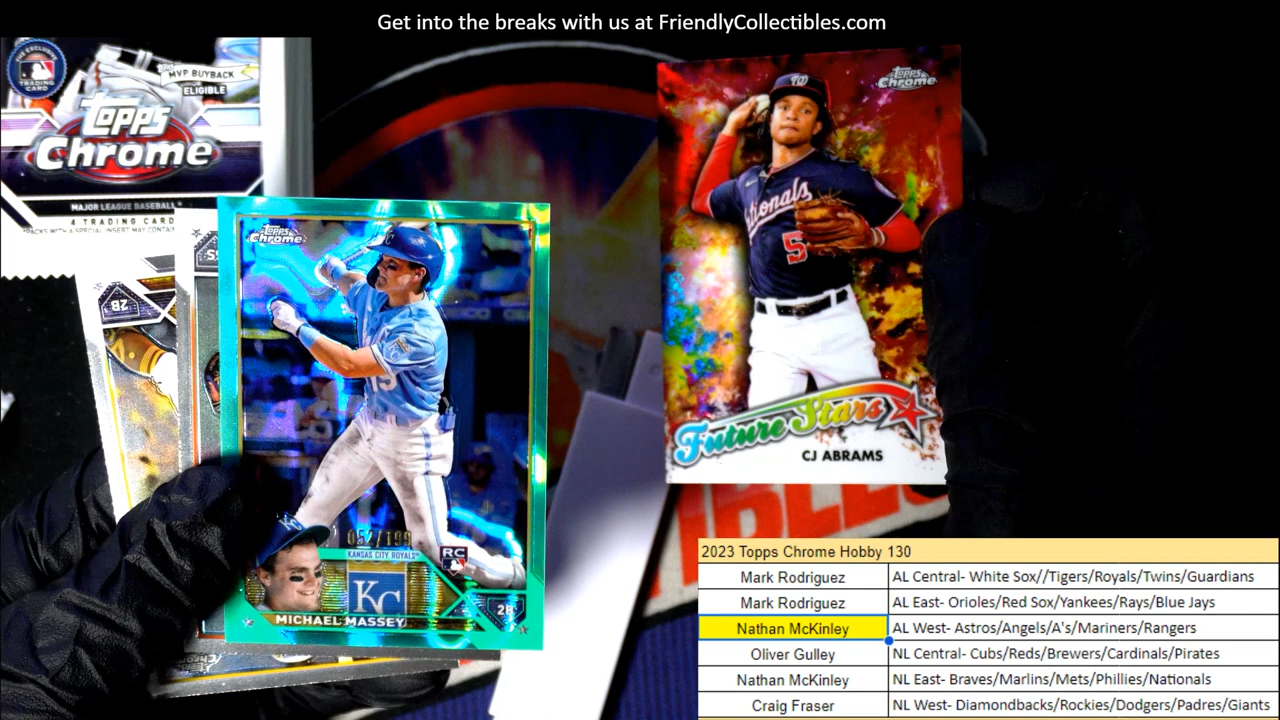 Get into the breaks with us at FriendlyCollectibles.com
MVP BUYBACK
ELIGIBLE
Topps
Chrome
MAJOR LEAGUE BASEBALL
4 TRADING CARD
Topps
Chrome
2B
15
052/199
KANSAS CITY ROYALS
RC
KC
2B
MICHAEL MASSEY
Topps
Chrome
W
Nationals
5
Future Stars
CJ ABRAMS
2023 Topps Chrome Hobby 130
Mark Rodriguez AL Central- White Sox//Tigers/Royals/Twins/Guardians
Mark Rodriguez AL East- Orioles/Red Sox/Yankees/Rays/Blue Jays
Nathan McKinley AL West- Astros/Angels/A's/Mariners/Rangers
Oliver Gulley NL Central- Cubs/Reds/Brewers/Cardinals/Pirates
Nathan McKinley NL East- Braves/Marlins/Mets/Phillies/Nationals
Craig Fraser NL West- Diamondbacks/Rockies/Dodgers/Padres/Giants